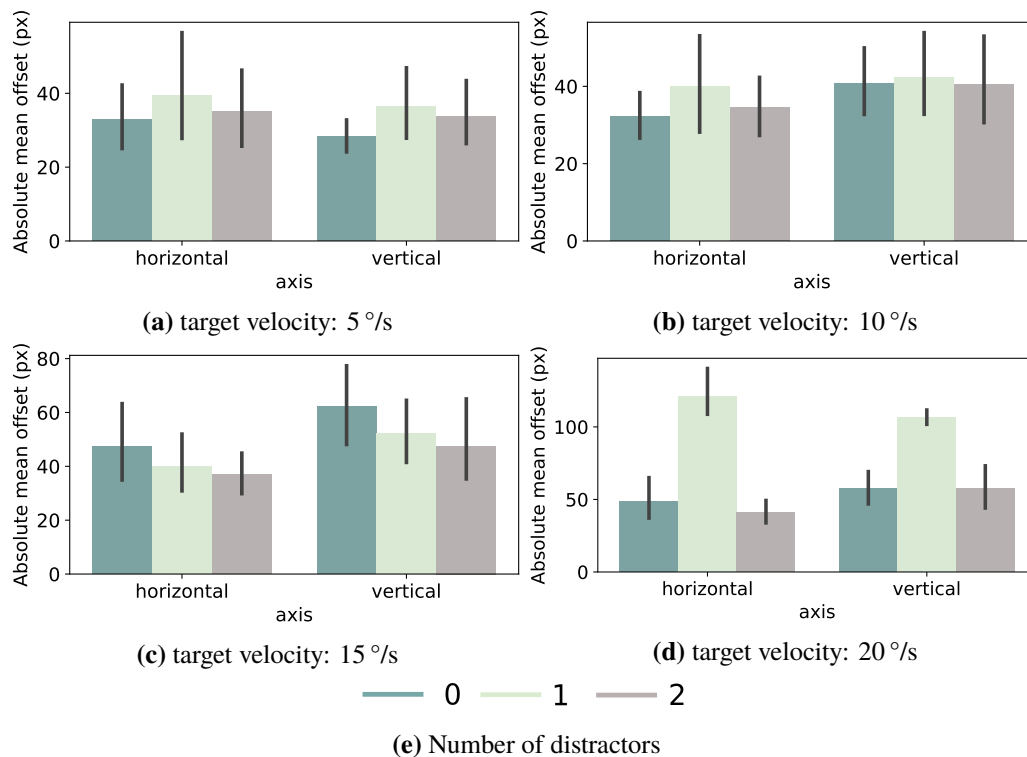 Absolute mean offset (px)
40
20
0
horizontal
vertical
axis
(a) target velocity: 5 °/s
Absolute mean offset (px)
40
20
0
horizontal
vertical
axis
(b) target velocity: 10 °/s
Absolute mean offset (px)
80
60
40
20
0
horizontal
vertical
axis
(c) target velocity: 15 °/s
Absolute mean offset (px)
100
50
0
horizontal
vertical
axis
(d) target velocity: 20 °/s
0 1 2
(e) Number of distractors